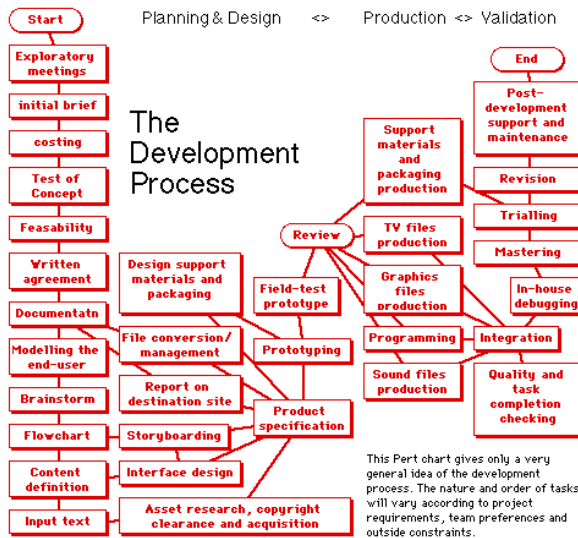 Planning & Design <> Production <> Validation
The
Development
Process
Start
Exploratory
meetings
initial brief
costing
Test of
Concept
Feasability
Written
agreement
Documentatn
Modelling the
end-user
Brainstorm
Flowchart
Content
definition
Input text
Design support
materials and
packaging
File conversion/
management
Report on
destination site
Storyboarding
Interface design
Asset research, copyright
clearance and acquisition
Product
specification
Prototyping
Field-test
prototype
Review
Support
materials
and
packaging
production
TV files
production
Graphics
files
production
Programming
Sound files
production
Integration
Quality and
task
completion
checking
In-house
debugging
Mastering
Trialling
Revision
Post-
development
support and
maintenance
End
This Pert chart gives only a very
general idea of the development
process. The nature and order of tasks
will vary according to project
requirements, team preferences and
outside constraints.